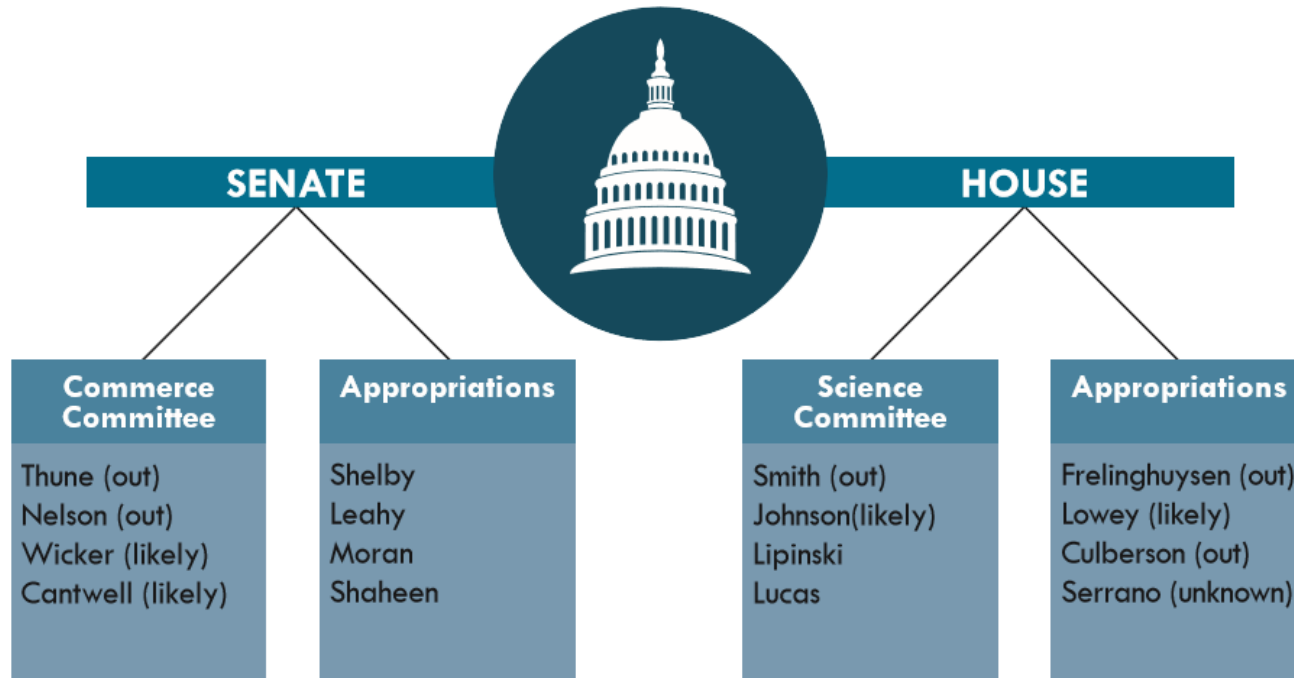 SENATE
HOUSE
Commerce
Committee
Thune (out)
Nelson (out)
Wicker (likely)
Cantwell (likely)
Appropriations
Shelby
Leahy
Moran
Shaheen
Science
Committee
Smith (out)
Johnson(likely)
Lipinski
Lucas
Appropriations
Frelinghuysen (out)
Lowey (likely)
Culberson (out)
Serrano (unknown)